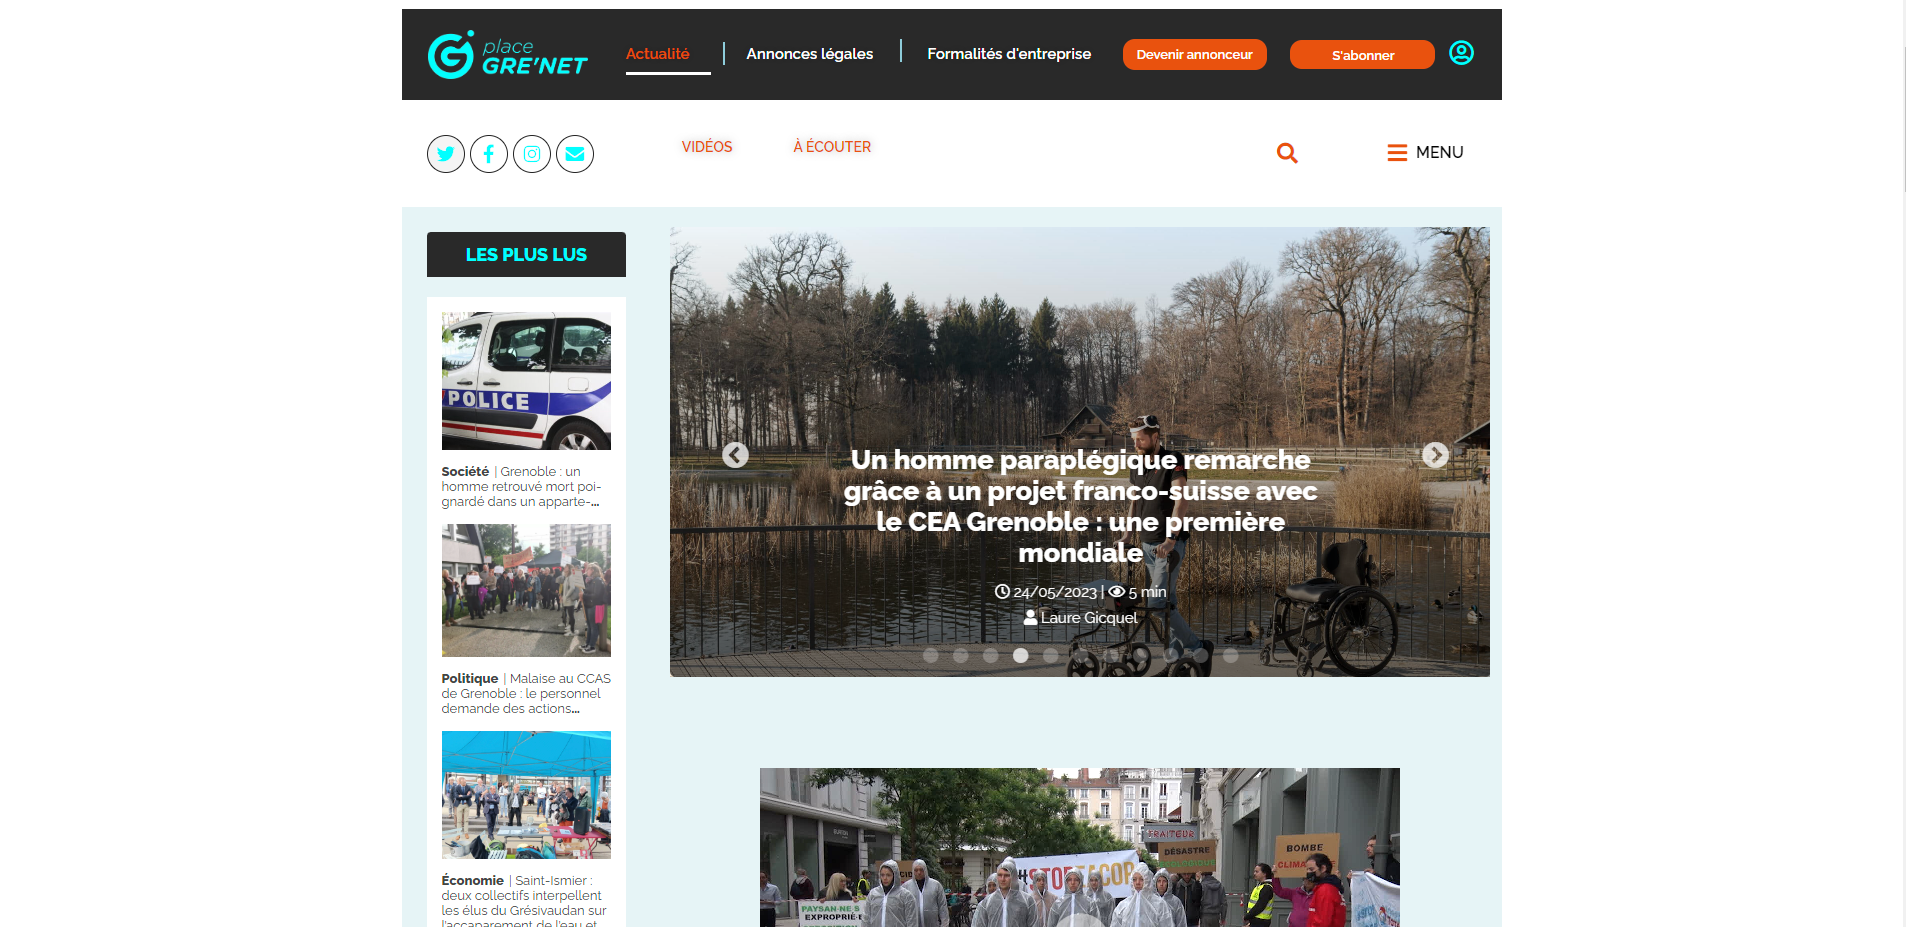 place
GRE'NET
Actualité
Annonces légales
Formalités d'entreprise
Devenir annonceur
S'abonner
VIDÉOS
À ÉCOUTER
MENU
LES PLUS LUS
POLICE
Société | Grenoble : un
homme retrouvé mort poi-
gnardé dans un apparte-...
Politique | Malaise au CCAS
de Grenoble : le personnel
demande des actions...
Économie | Saint-Ismier :
deux collectifs interpellent
les élus du Grésivaudan sur
l'accaparement de l'eau et
Un homme paraplégique remarche
grâce à un projet franco-suisse avec
le CEA Grenoble : une première
mondiale
24/05/2023 | 5 min
Laure Gicquel
TRAITEUR
DÉSASTRE
BOMBE
CLIMA
#STOP
PAYSAN·NE·S
EXPROPRIÉ·E